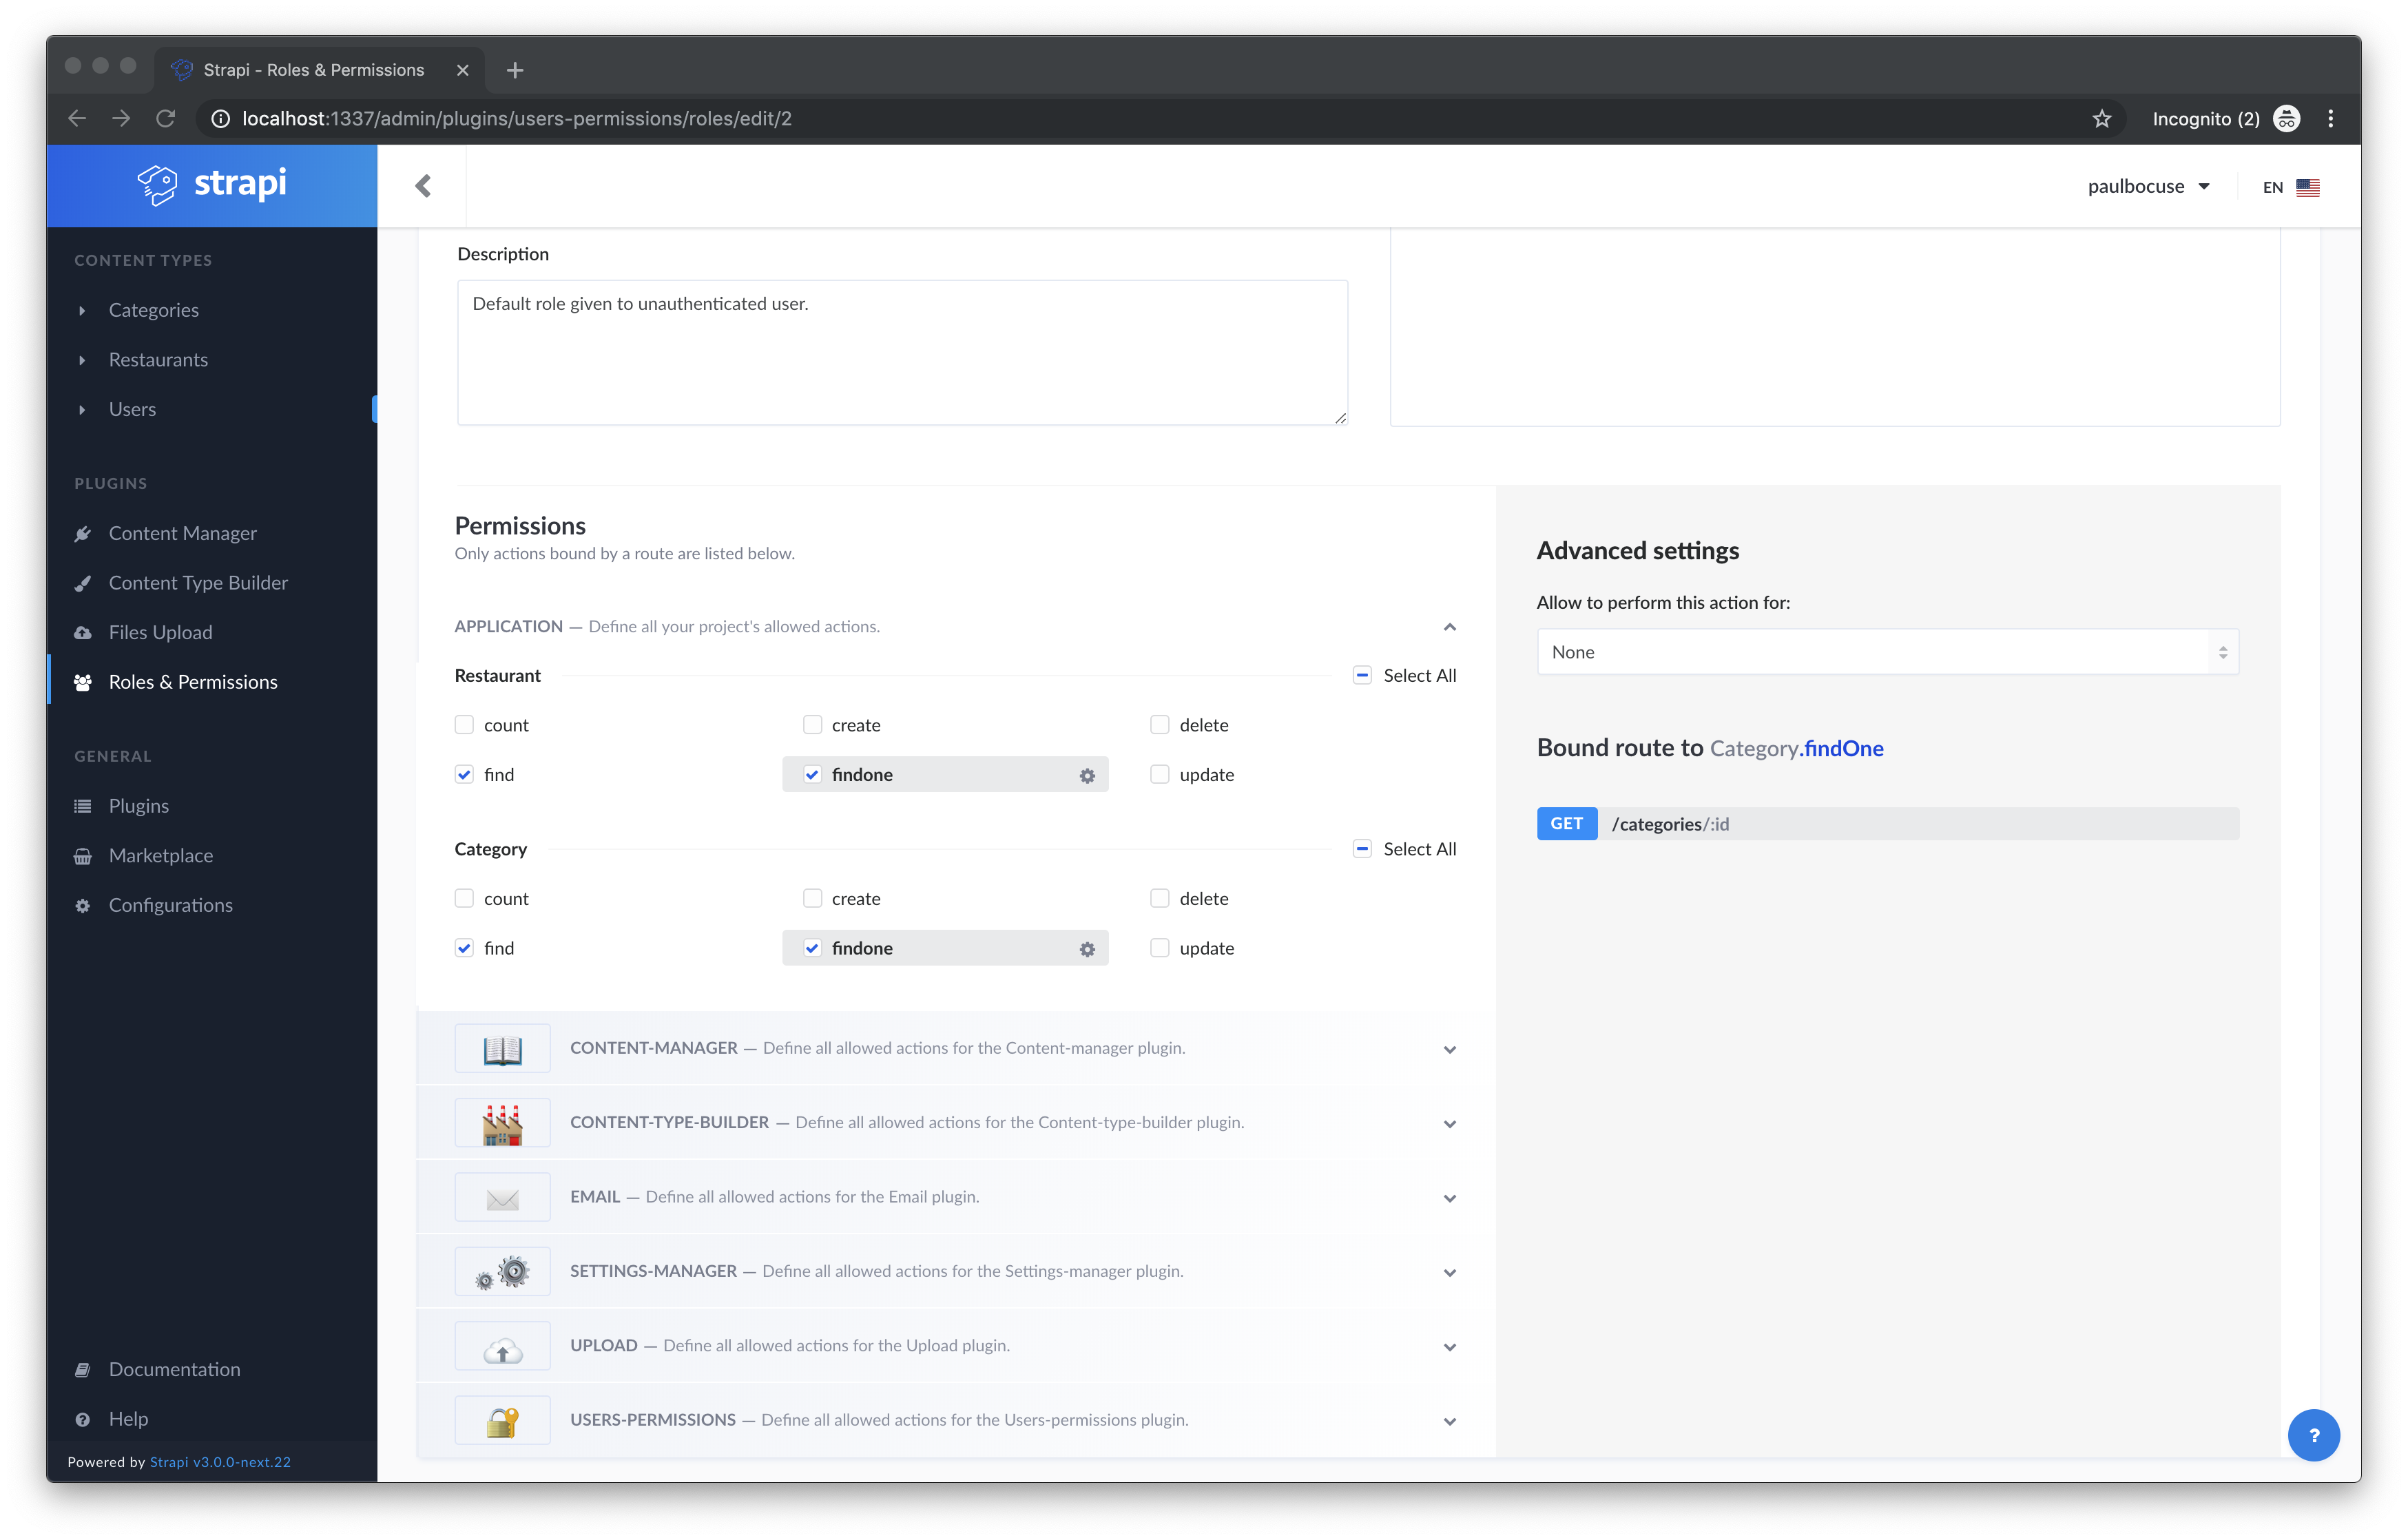 Strapi - Roles & Permissions
localhost:1337/admin/plugins/users-permissions/roles/edit/2
Incognito (2)
strapi
paulbocuse
EN
CONTENT TYPES
Categories
Restaurants
Users
PLUGINS
Content Manager
Content Type Builder
Files Upload
Roles & Permissions
GENERAL
Plugins
Marketplace
Configurations
Documentation
Help
Powered by Strapi v3.0.0-next.22
Description
Default role given to unauthenticated user.
Permissions
Only actions bound by a route are listed below.
APPLICATION — Define all your project's allowed actions.
Restaurant Select All
count create delete
find findone update
Category Select All
count create delete
find findone update
CONTENT-MANAGER — Define all allowed actions for the Content-manager plugin.
CONTENT-TYPE-BUILDER — Define all allowed actions for the Content-type-builder plugin.
EMAIL — Define all allowed actions for the Email plugin.
SETTINGS-MANAGER — Define all allowed actions for the Settings-manager plugin.
UPLOAD — Define all allowed actions for the Upload plugin.
USERS-PERMISSIONS — Define all allowed actions for the Users-permissions plugin.
Advanced settings
Allow to perform this action for:
None
Bound route to Category.findOne
GET /categories/:id
?